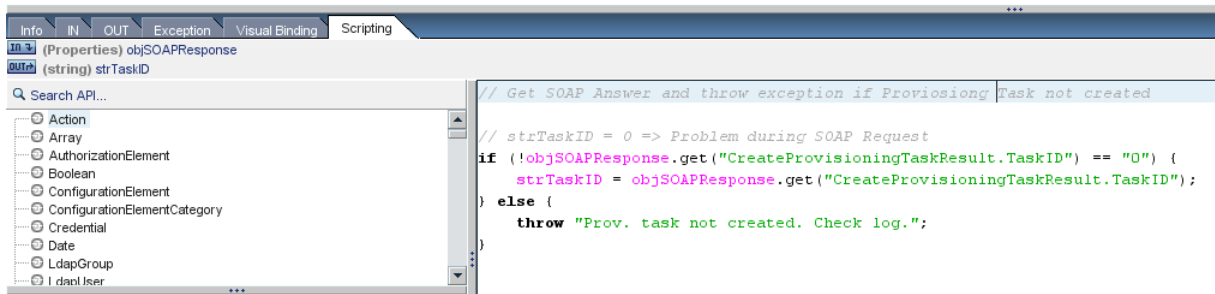 Info IN OUT Exception Visual Binding Scripting
IN (Properties) objSOAPResponse
OUT (string) strTaskID
Search API...
Action
Array
AuthorizationElement
Boolean
ConfigurationElement
ConfigurationElementCategory
Credential
Date
LdapGroup
LdapUser
// Get SOAP Answer and throw exception if Proviosiong Task not created
// strTaskID = 0 => Problem during SOAP Request
if (!objSOAPResponse.get("CreateProvisioningTaskResult.TaskID") == "0") {
strTaskID = objSOAPResponse.get("CreateProvisioningTaskResult.TaskID");
} else {
throw "Prov. task not created. Check log.";
}